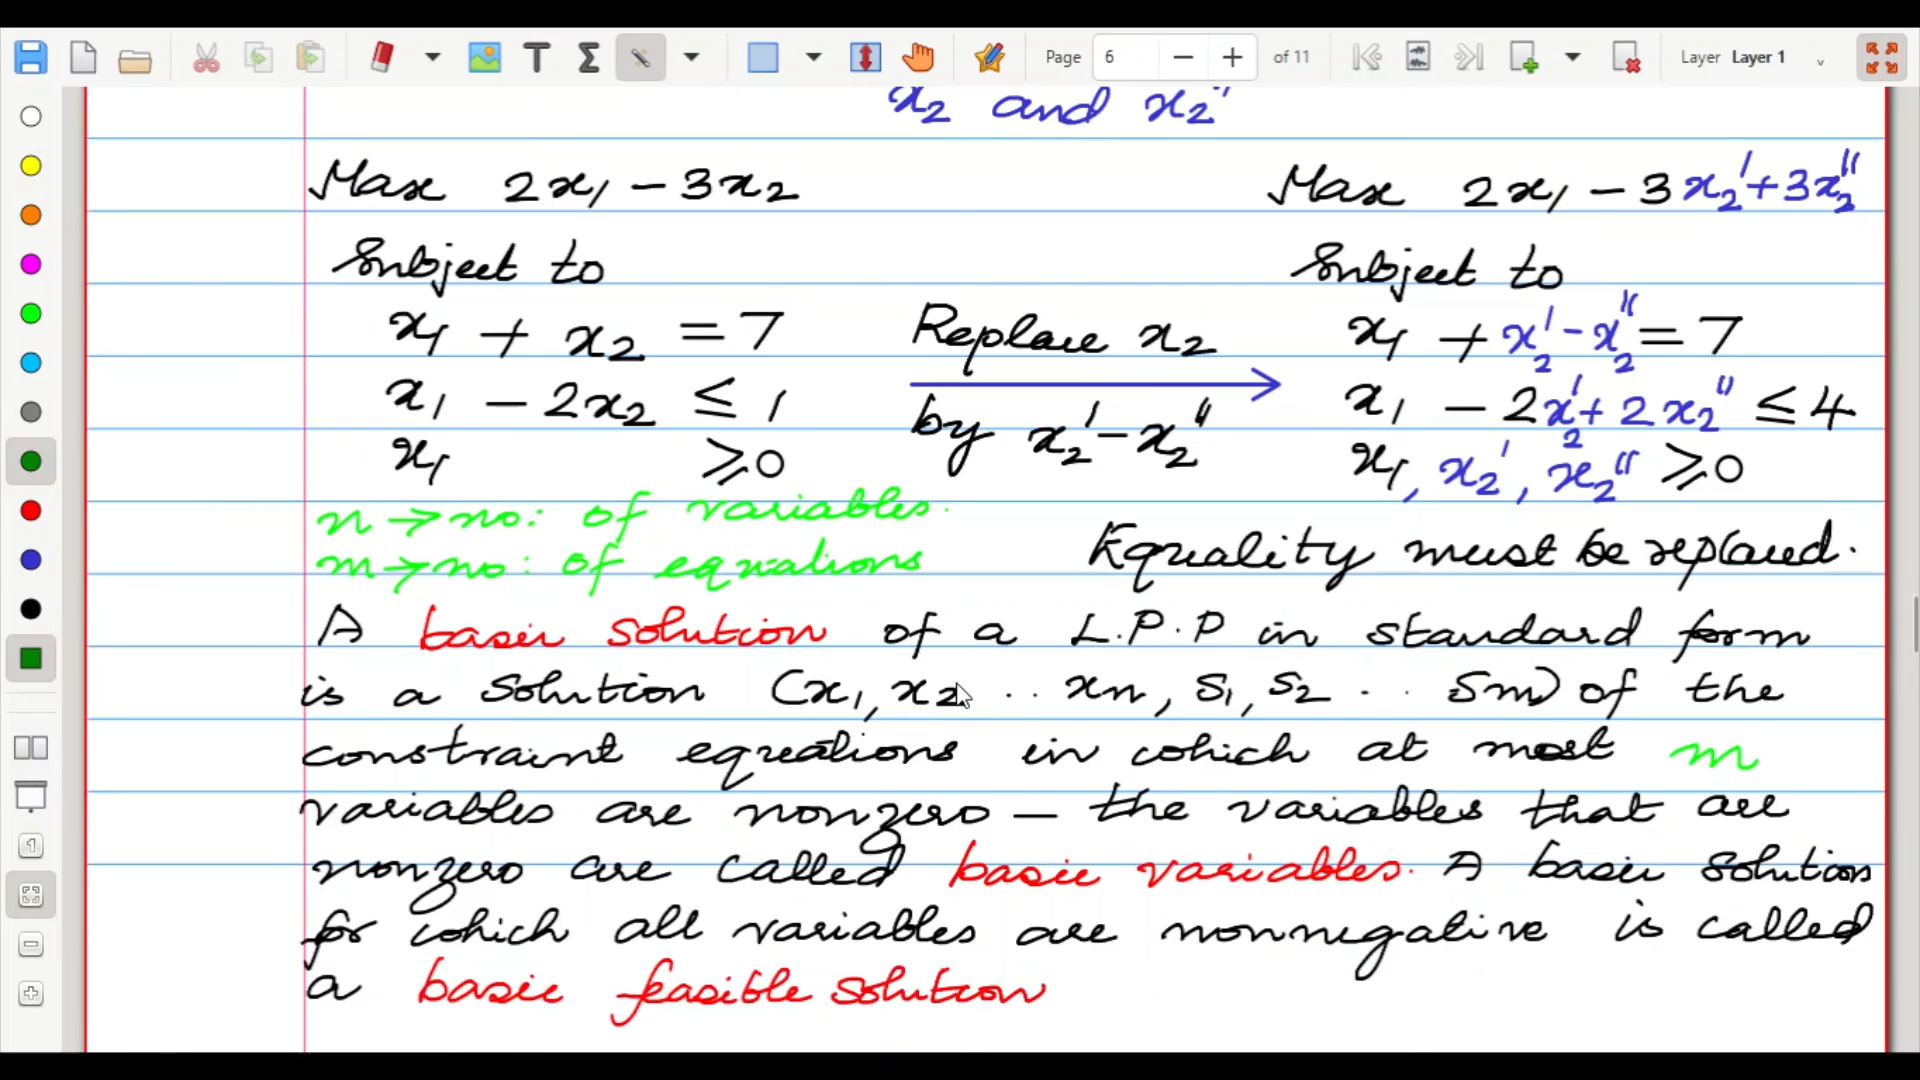 Page 6 of 11 Layer Layer 1
x2' and x2''
Max 2x1 - 3x2
Max 2x1 - 3x2' + 3x2''
Subject to
Subject to
x1 + x2 = 7
Replace x2
x1 + x2' - x2'' = 7
x1 - 2x2 ≤ 1
by x2' - x2''
x1 - 2x2' + 2x2'' ≤ 4
x1 ≥ 0
x1, x2', x2'' ≥ 0
n → no: of variables.
m → no: of equations
Equality must be replaced.
A basic solution of a L.P.P in standard form
is a solution (x1, x2 .. xn, s1, s2 .. sm) of the
constraint equations in which at most m
variables are nonzero — the variables that are
nonzero are called basic variables. A basic solution
for which all variables are nonnegative is called
a basic feasible solution